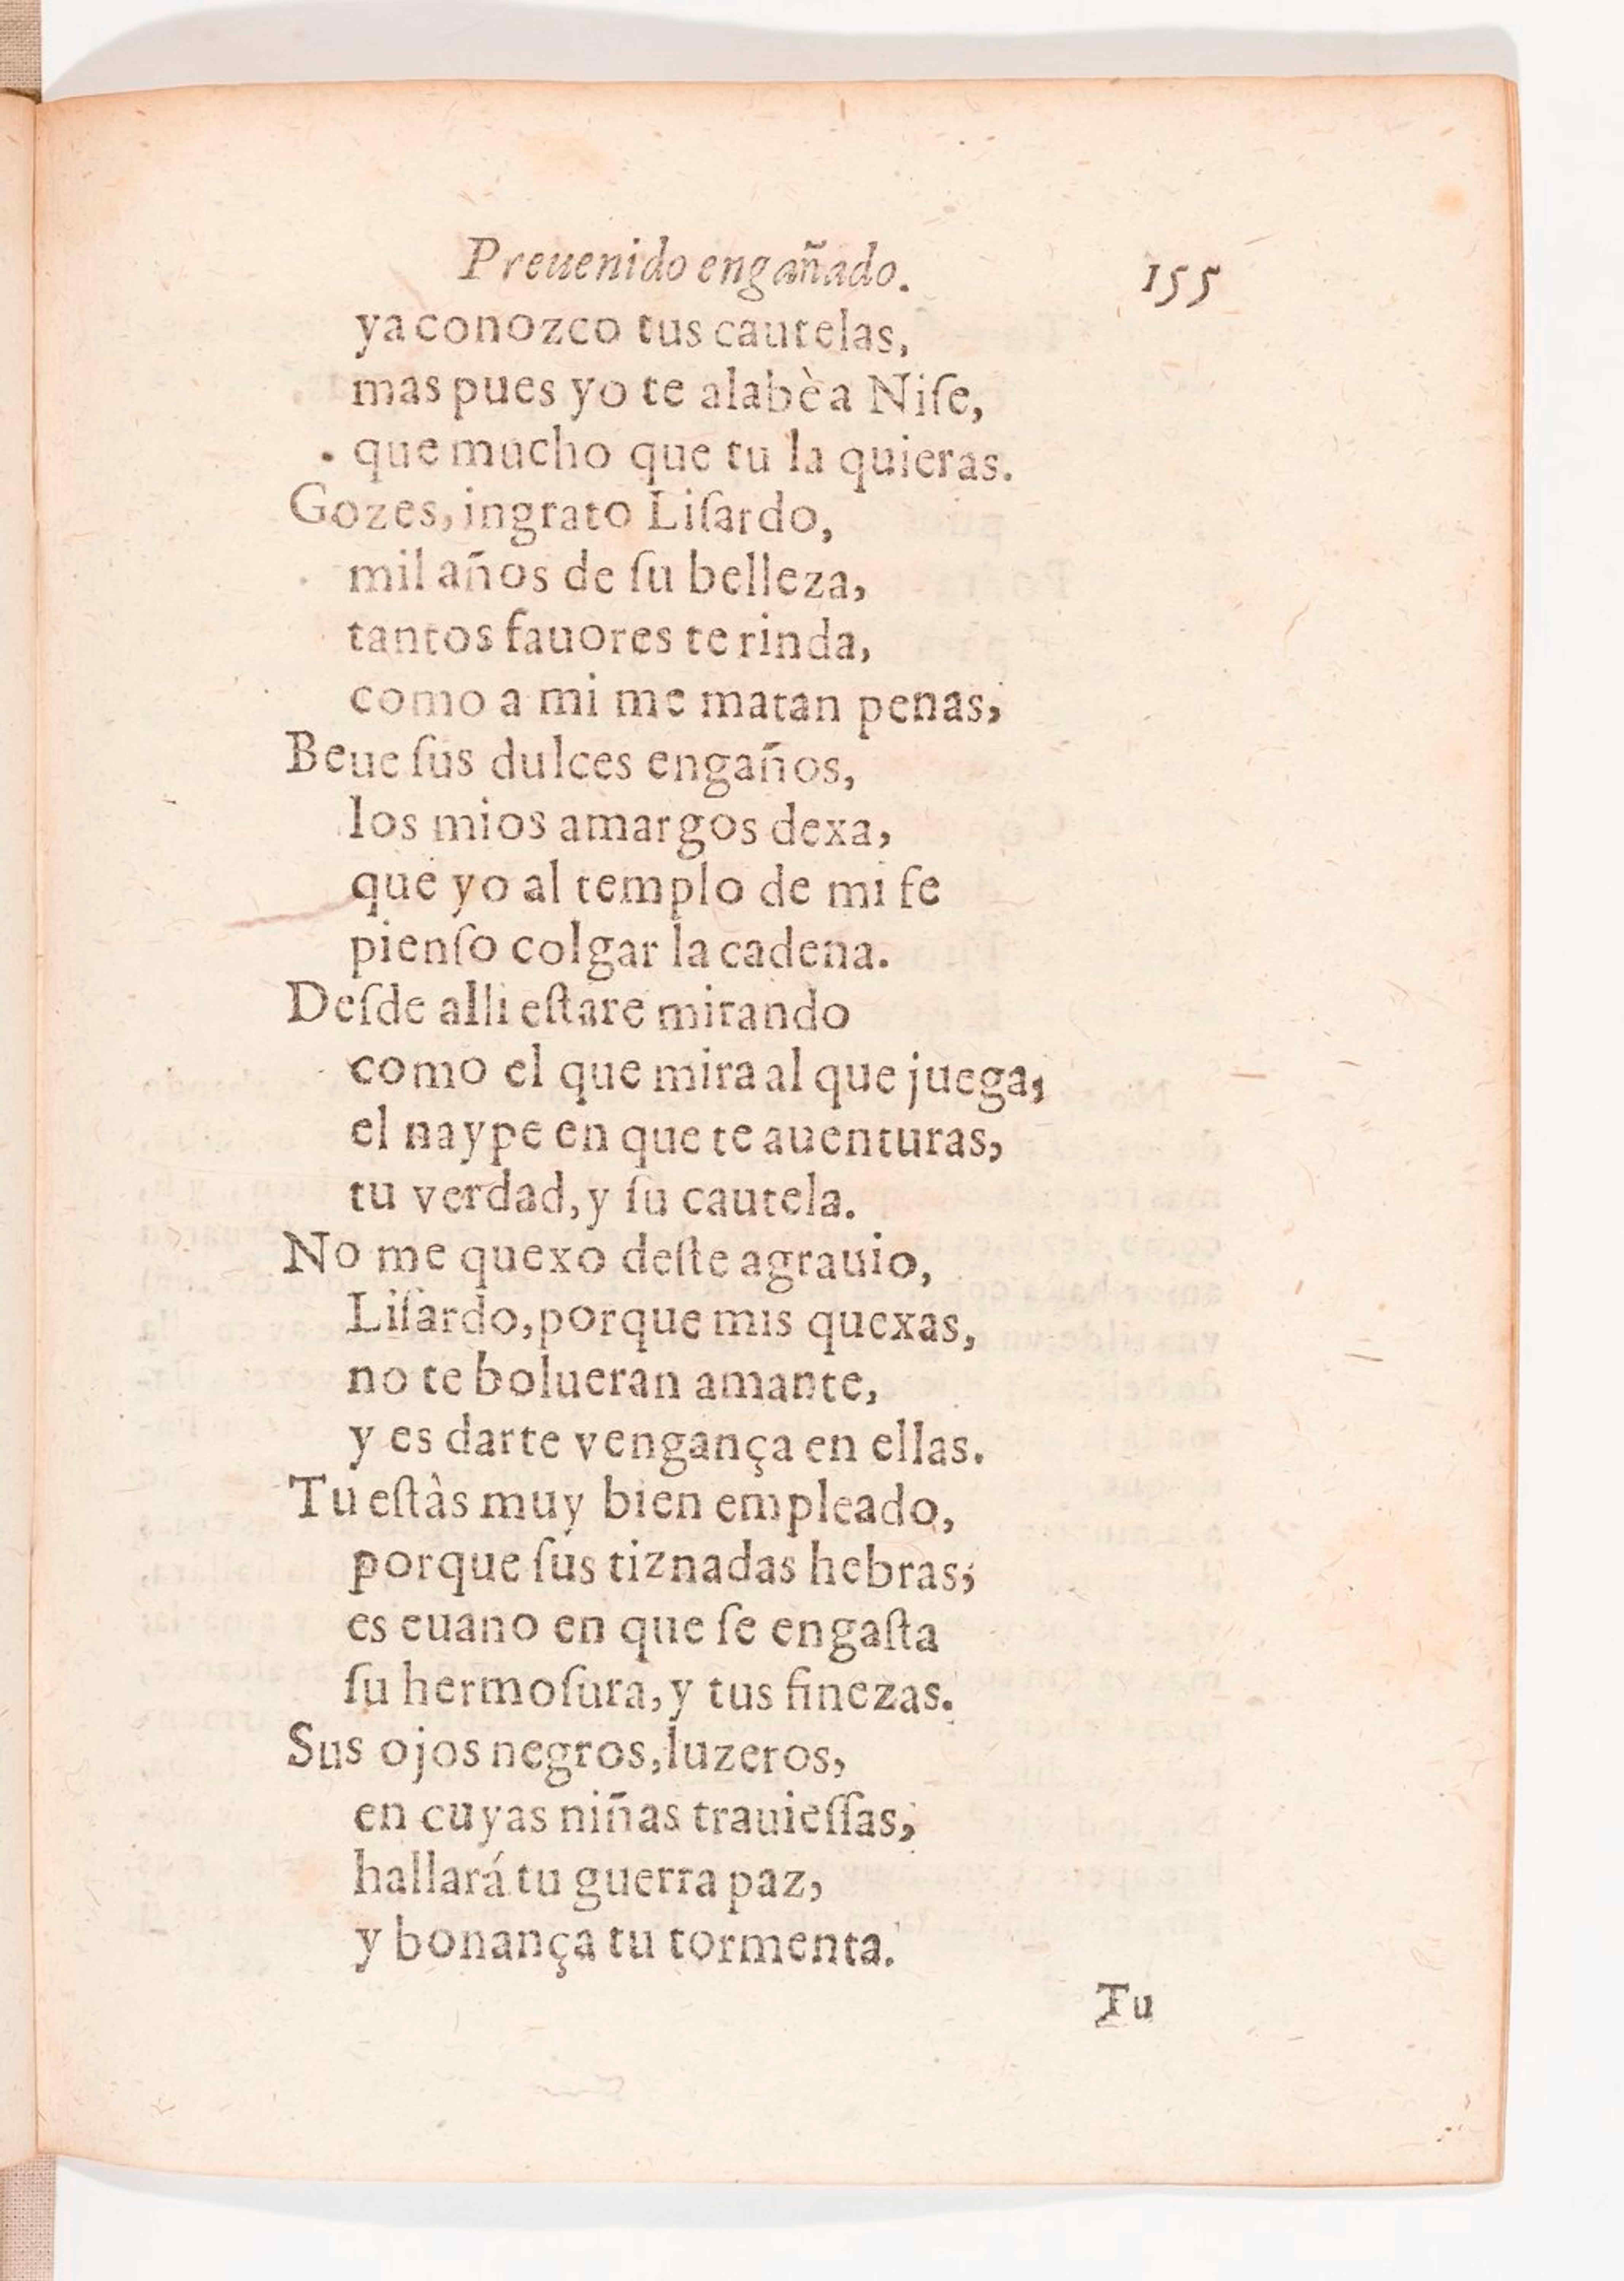 Preuenido engañado. 155
ya conozco tus cautelas,
mas pues yo te alabè a Niſe,
que mucho que tu la quieras.
Gozes, ingrato Liſardo,
mil años de ſu belleza,
tantos fauores te rinda,
como a mi me matan penas,
Beue ſus dulces engaños,
los mios amargos dexa,
que yo al templo de mi fe
pienſo colgar la cadena.
Deſde alli eſtare mirando
como el que mira al que juega,
el naype en que te auenturas,
tu verdad, y ſu cautela.
No me quexo deſte agrauio,
Liſardo, porque mis quexas,
no te bolueran amante,
y es darte vengança en ellas.
Tu eſtâs muy bien empleado,
porque ſus tiznadas hebras;
es euano en que ſe engaſta
ſu hermoſura, y tus finezas.
Sus ojos negros, luzeros,
en cuyas niñas trauieſſas,
hallará tu guerra paz,
y bonança tu tormenta.
Tu